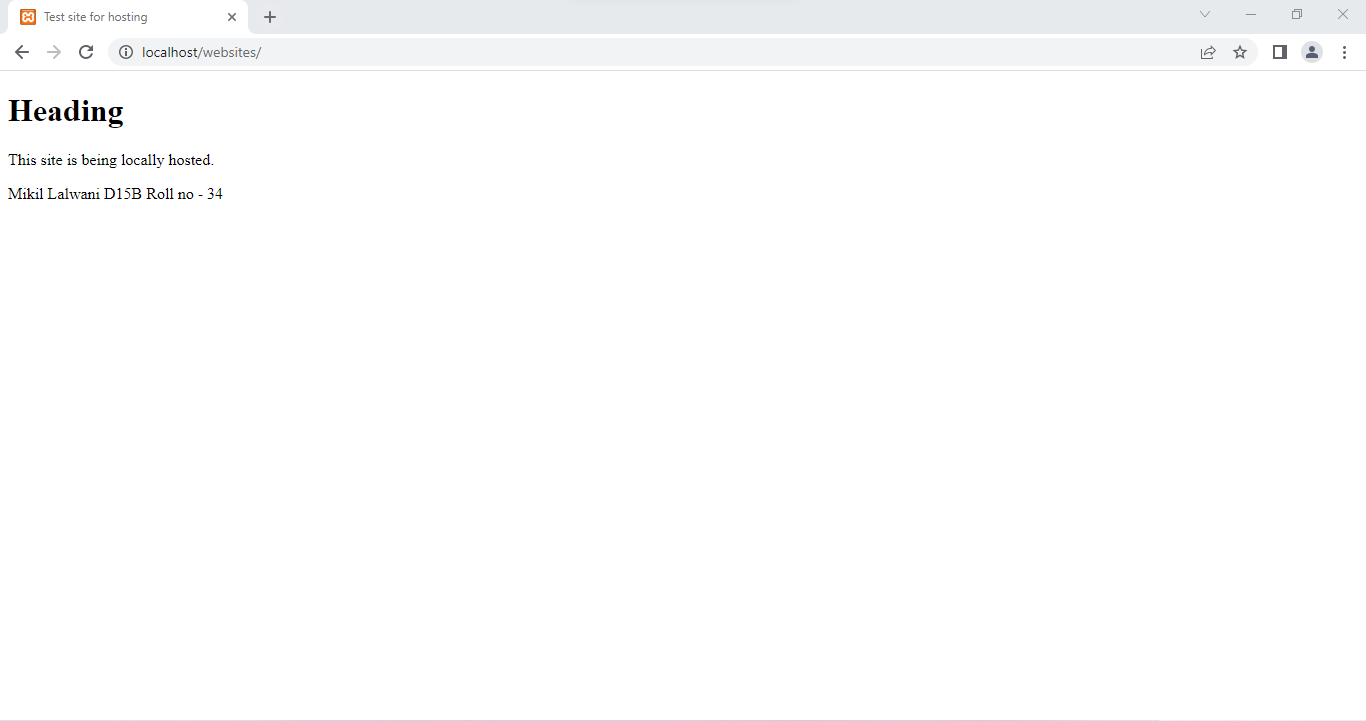 Test site for hosting
localhost/websites/
Heading
This site is being locally hosted.
Mikil Lalwani D15B Roll no - 34